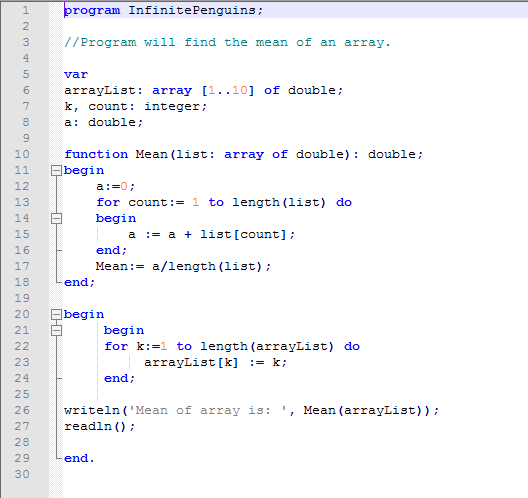 1 program InfinitePenguins;
2
3 //Program will find the mean of an array.
4
5 var
6 arrayList: array [1..10] of double;
7 k, count: integer;
8 a: double;
9
10 function Mean(list: array of double): double;
11 begin
12 a:=0;
13 for count:= 1 to length(list) do
14 begin
15 a := a + list[count];
16 end;
17 Mean:= a/length(list);
18 end;
19
20 begin
21 begin
22 for k:=1 to length(arrayList) do
23 arrayList[k] := k;
24 end;
25
26 writeln('Mean of array is: ', Mean(arrayList));
27 readln();
28
29 end.
30